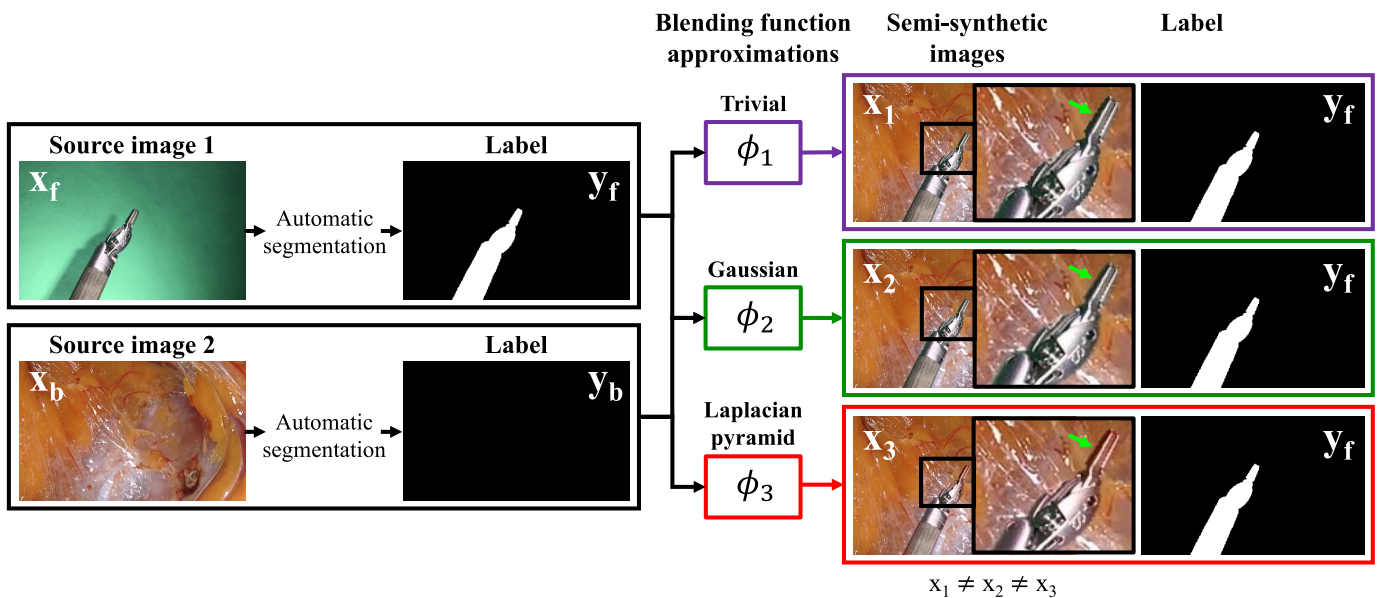 Blending function
approximations
Semi-synthetic
images
Label
Source image 1
Label
x_f
Automatic
segmentation
y_f
Source image 2
Label
x_b
Automatic
segmentation
y_b
Trivial
ϕ_1
x_1
y_f
Gaussian
ϕ_2
x_2
y_f
Laplacian
pyramid
ϕ_3
x_3
y_f
x_1 ≠ x_2 ≠ x_3